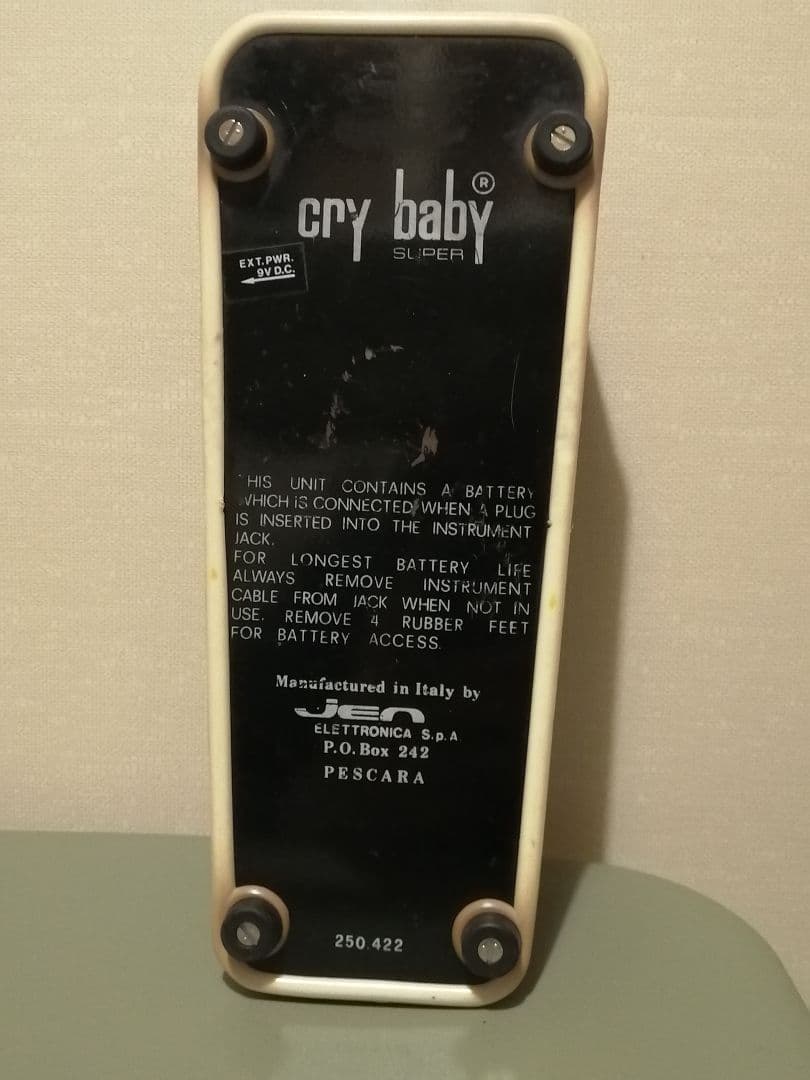 cry baby ®
SUPER
EXT.PWR.
9V D.C.
THIS UNIT CONTAINS A BATTERY
WHICH IS CONNECTED WHEN A PLUG
IS INSERTED INTO THE INSTRUMENT
JACK.
FOR LONGEST BATTERY LIFE
ALWAYS REMOVE INSTRUMENT
CABLE FROM JACK WHEN NOT IN
USE. REMOVE 4 RUBBER FEET
FOR BATTERY ACCESS.
Manufactured in Italy by
Jen
ELETTRONICA S.p.A.
P.O. Box 242
PESCARA
250.422